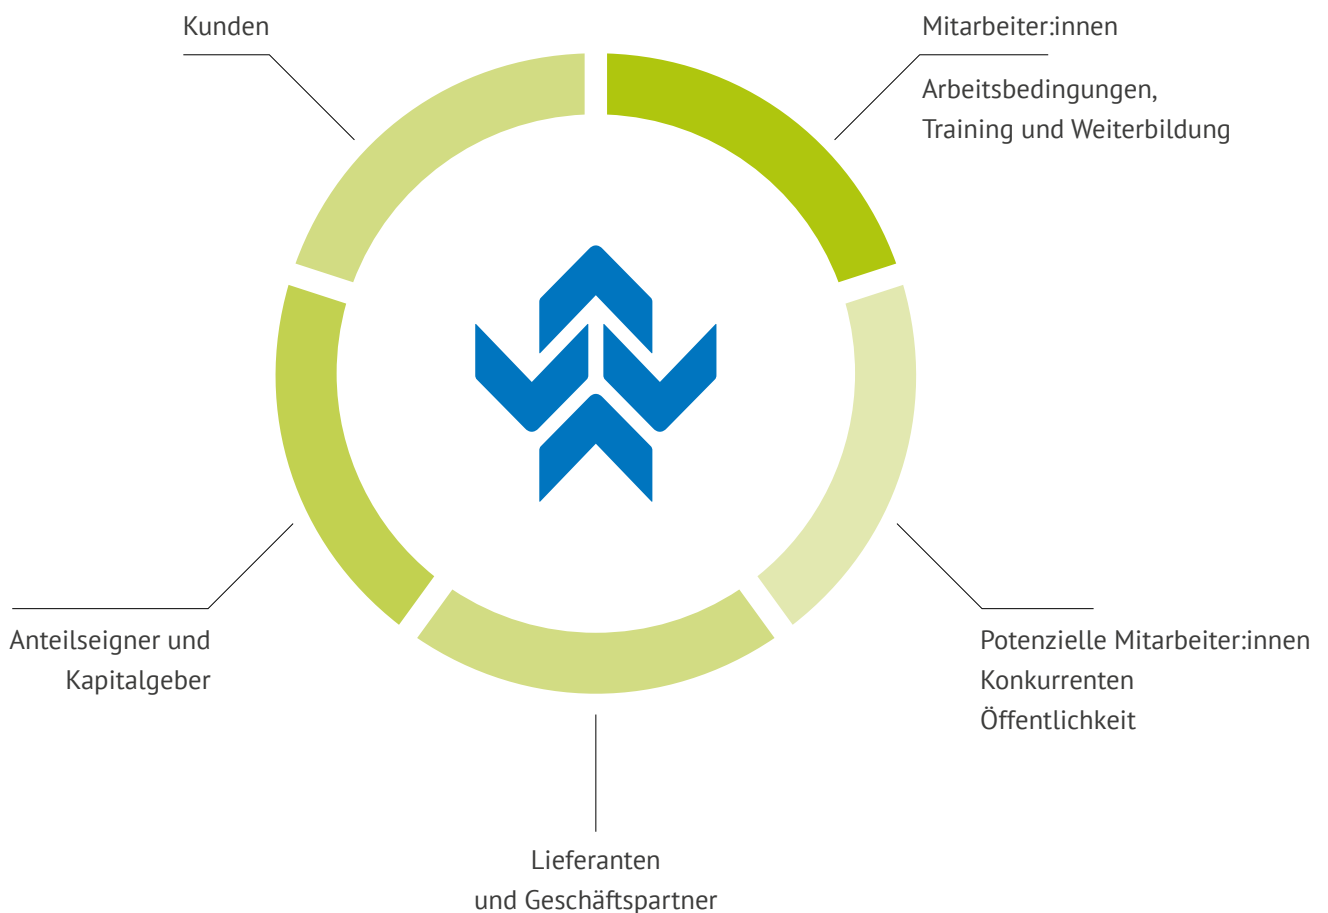 Kunden
Mitarbeiter:innen
Arbeitsbedingungen,
Training und Weiterbildung
Anteilseigner und
Kapitalgeber
Potenzielle Mitarbeiter:innen
Konkurrenten
Öffentlichkeit
Lieferanten
und Geschäftspartner